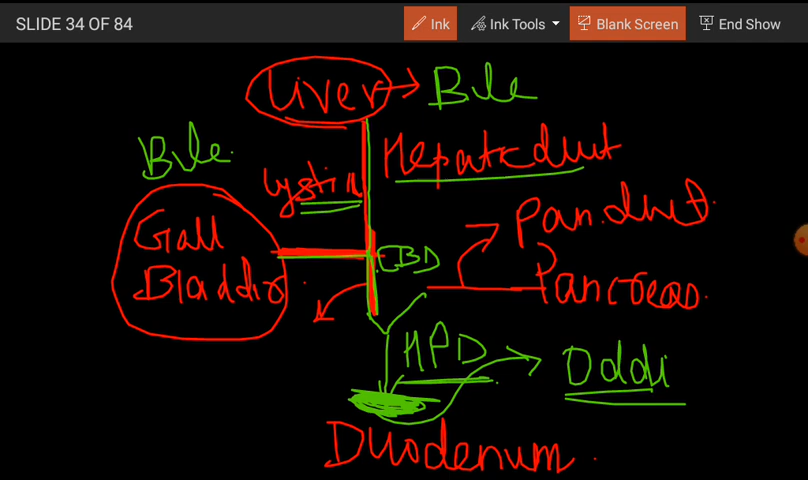 SLIDE 34 OF 84
Ink
Ink Tools
Blank Screen
End Show
Liver → Bile
Bile
Hepatic duct
Cystic
Pan. duct
Gall
Bladder
CBD
Pancreas
HPD
Oddi
Duodenum